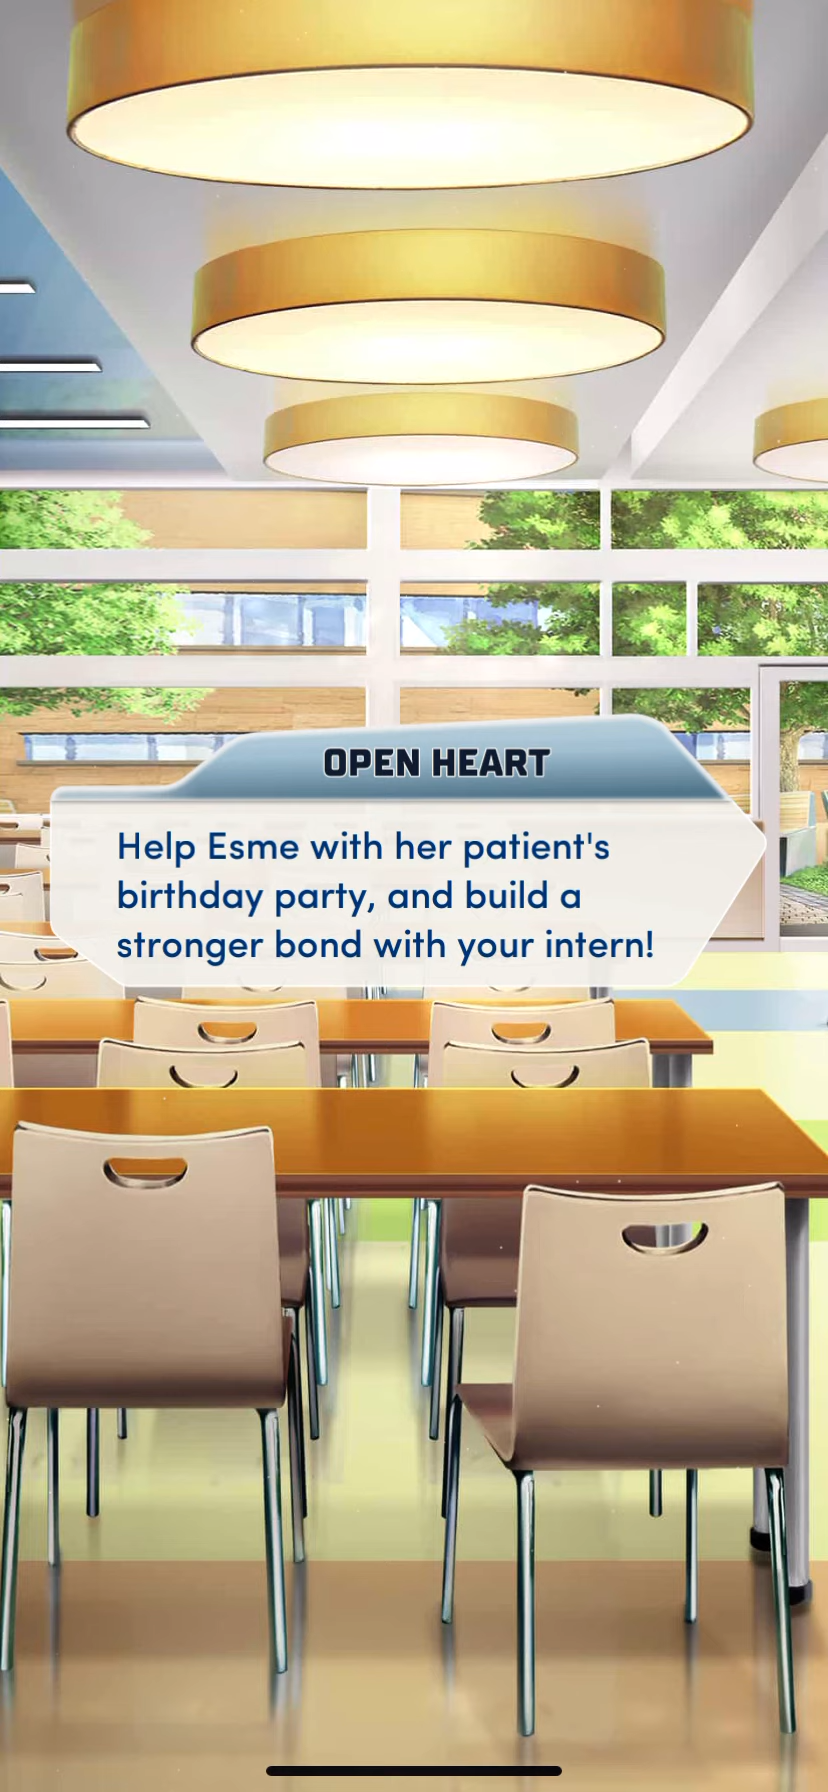 OPEN HEART
Help Esme with her patient's
birthday party, and build a
stronger bond with your intern!